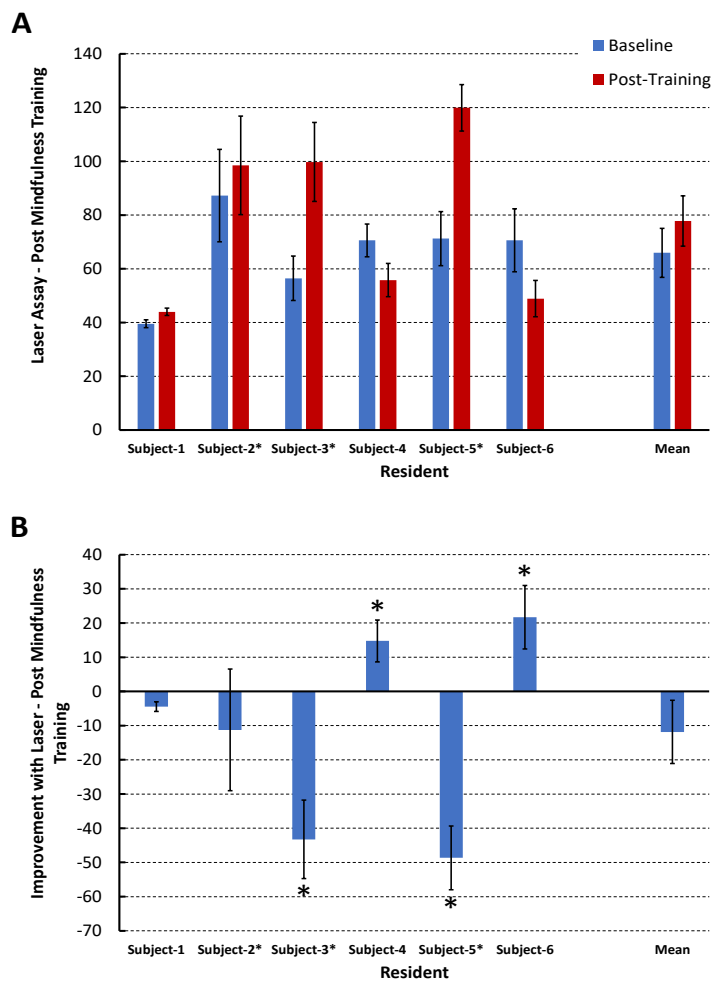 A
Baseline
Post-Training
Laser Assay - Post Mindfulness Training
140
120
100
80
60
40
20
0
Subject-1 Subject-2* Subject-3* Subject-4 Subject-5* Subject-6 Mean
Resident
B
Improvement with Laser - Post Mindfulness
Training
40
30
20
10
0
-10
-20
-30
-40
-50
-60
-70
* * * *
Subject-1 Subject-2* Subject-3* Subject-4 Subject-5* Subject-6 Mean
Resident